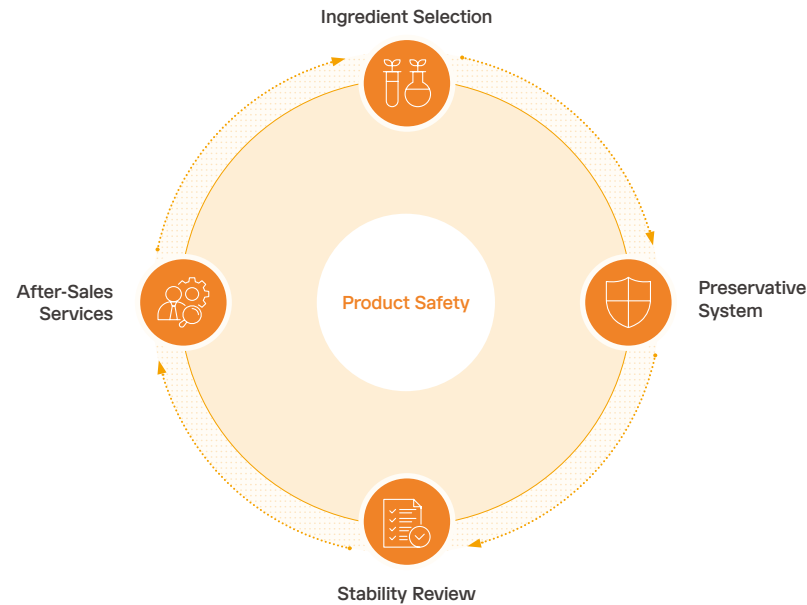 Ingredient Selection
After-Sales
Services
Product Safety
Preservative
System
Stability Review